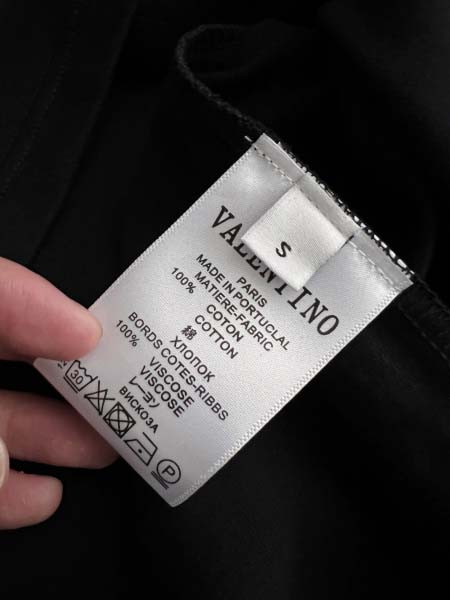 VALENTINO
S
PARIS
MADE IN PORTUCLAL
MATIERE-FABRIC
100% COTON
COTTON
綿
ХЛОПОК
BORDS COTES-RIBBS
100% VISCOSE
VISCOSE
レーヨン
ВИСКОЗА
30
P